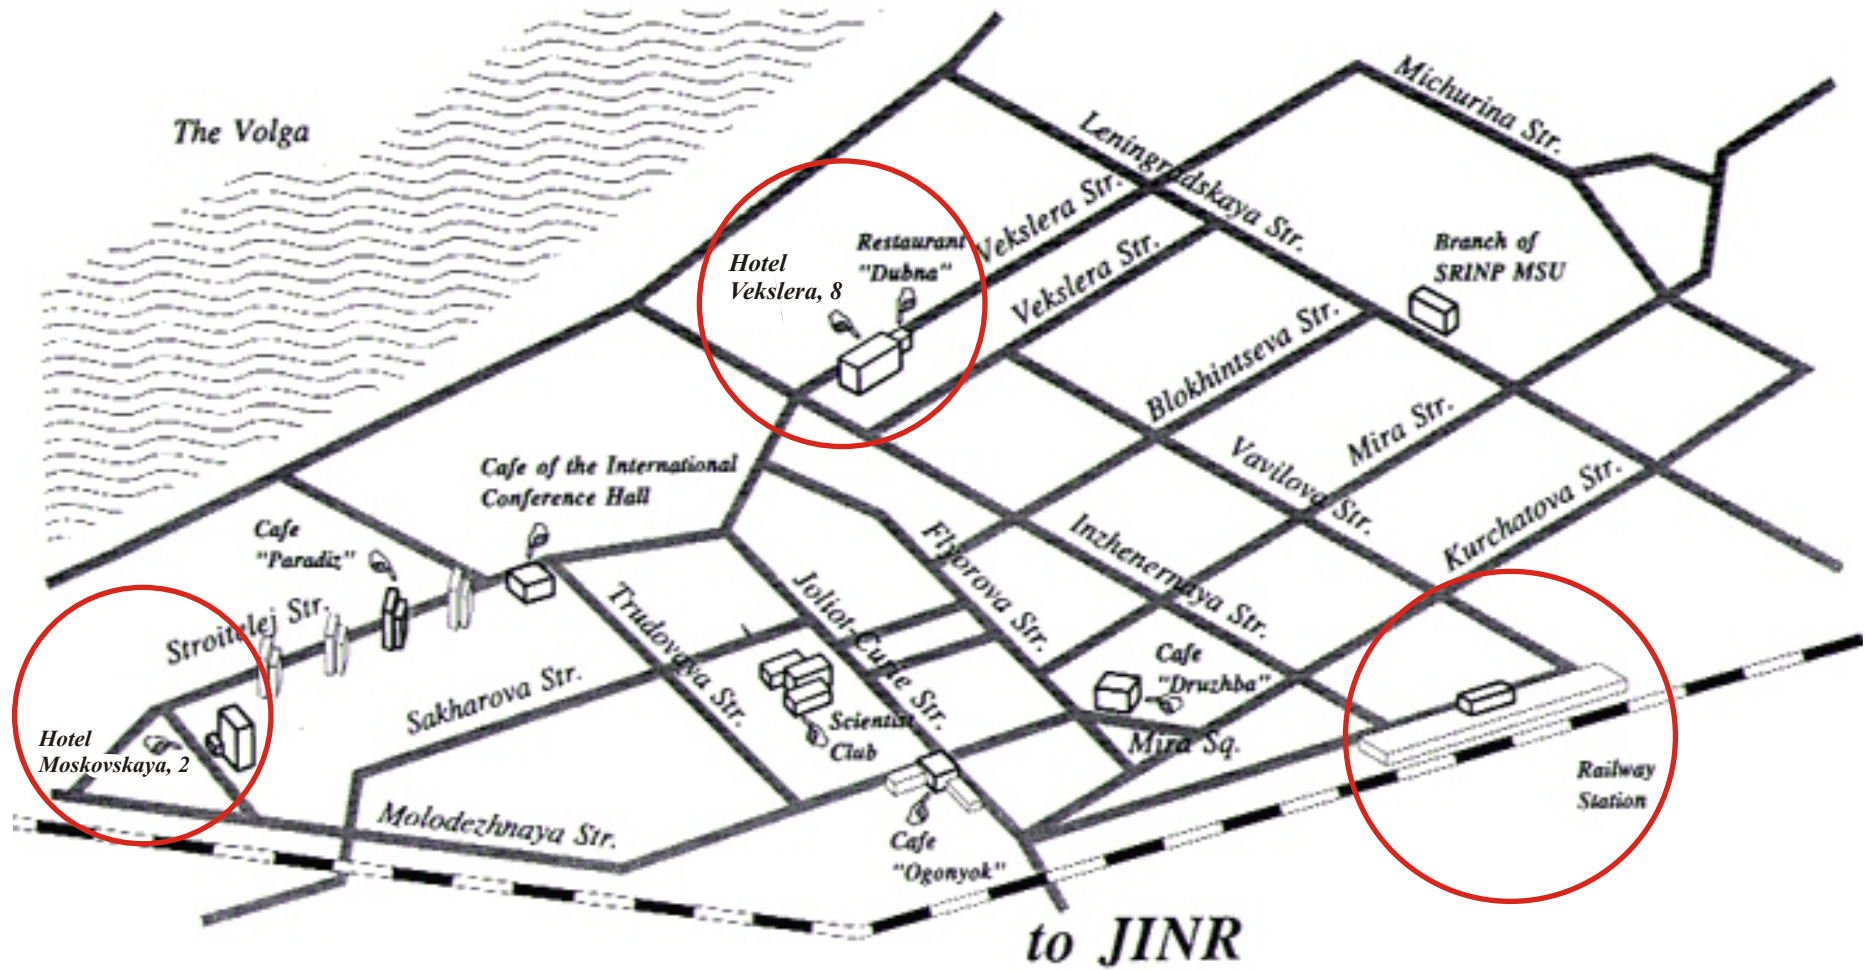 Michurina Str.
The Volga
Leningradskaya Str.
Vekslera Str.
Restaurant
"Dubna"
Hotel
Vekslera, 8
Vekslera Str.
Branch of
SRINP MSU
Blokhintseva Str.
Mira Str.
Vavilova Str.
Kurchatova Str.
Cafe of the International
Conference Hall
Cafe
"Paradiz"
Flyorova Str.
Inzhenernaya Str.
Joliot-Curie Str.
Trudovaya Str.
Stroitelej Str.
Sakharova Str.
Cafe
"Druzhba"
Scientist
Club
Mira Sq.
Hotel
Moskovskaya, 2
Railway
Station
Molodezhnaya Str.
Cafe
"Ogonyok"
to JINR